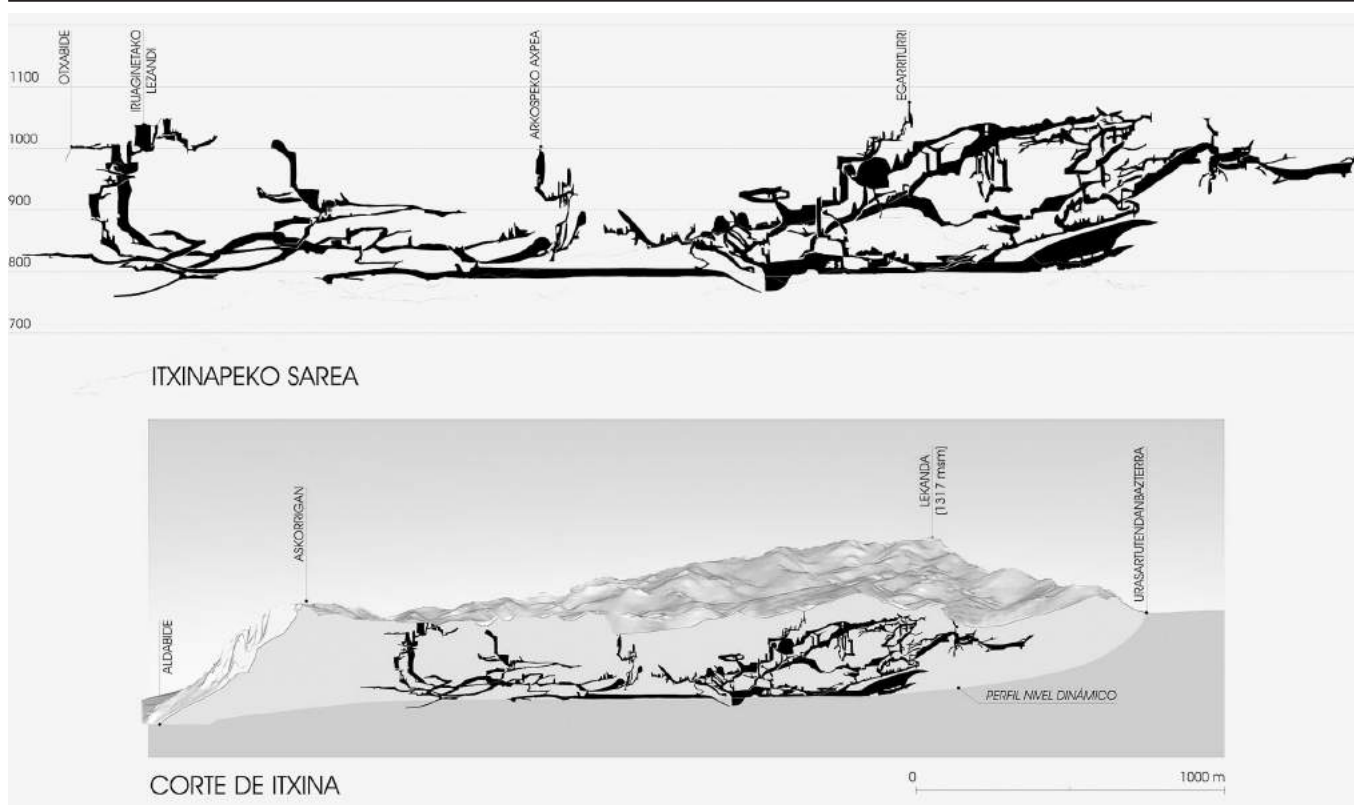 OTXABIDE
IRUAGINETAKO
LEZANDI
ARKOSPEKO AXPEA
EGARRITURRI
1100
1000
900
800
700
ITXINAPEKO SAREA
ALDABIDE
ASKORRIGAN
LEKANDA
(1317 msm)
URASARTUTENDANBAZTERRA
PERFIL NIVEL DINÁMICO
CORTE DE ITXINA
0
1000 m